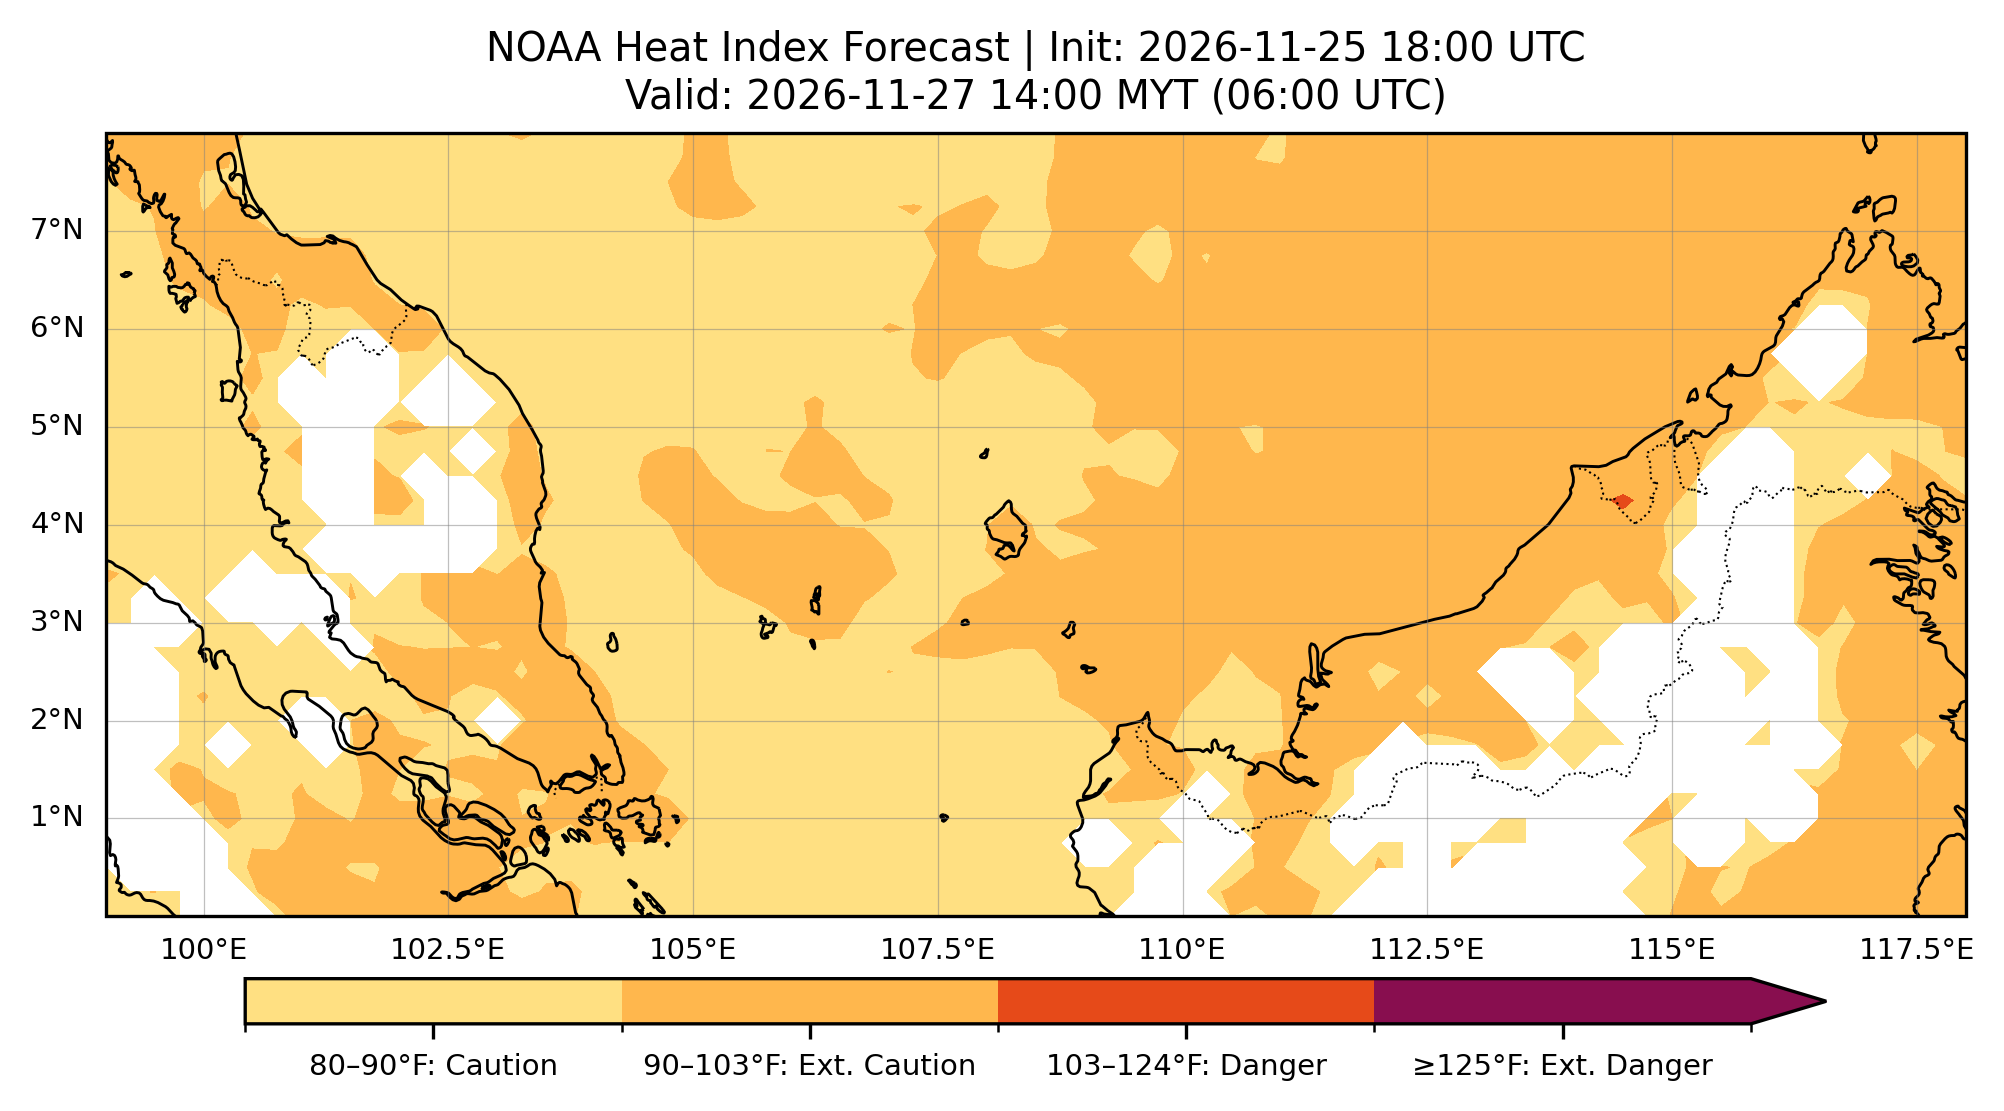 NOAA Heat Index Forecast | Init: 2026-11-25 18:00 UTC
Valid: 2026-11-27 14:00 MYT (06:00 UTC)
7°N
6°N
5°N
4°N
3°N
2°N
1°N
100°E
102.5°E
105°E
107.5°E
110°E
112.5°E
115°E
117.5°E
80–90°F: Caution
90–103°F: Ext. Caution
103–124°F: Danger
≥125°F: Ext. Danger